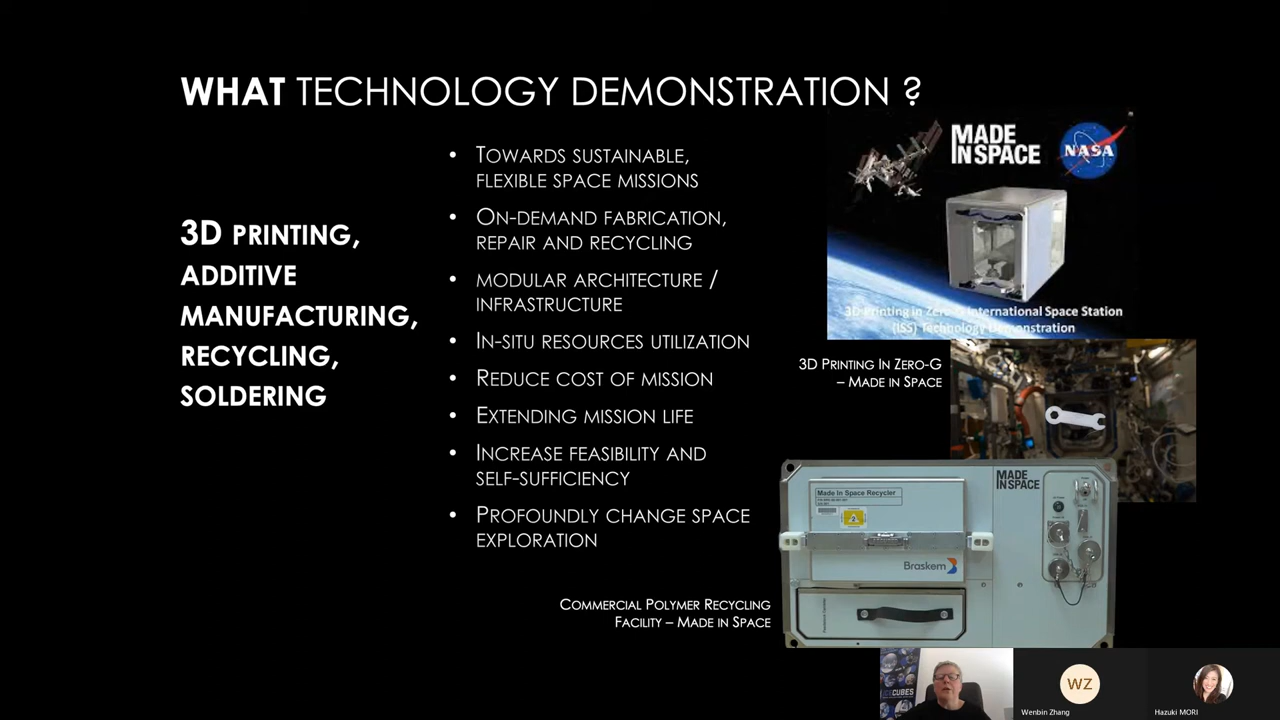 WHAT TECHNOLOGY DEMONSTRATION ?
3D PRINTING,
ADDITIVE
MANUFACTURING,
RECYCLING,
SOLDERING
• TOWARDS SUSTAINABLE,
FLEXIBLE SPACE MISSIONS
• ON-DEMAND FABRICATION,
REPAIR AND RECYCLING
• MODULAR ARCHITECTURE /
INFRASTRUCTURE
• IN-SITU RESOURCES UTILIZATION
• REDUCE COST OF MISSION
• EXTENDING MISSION LIFE
• INCREASE FEASIBILITY AND
SELF-SUFFICIENCY
• PROFOUNDLY CHANGE SPACE
EXPLORATION
MADE
IN SPACE
NASA
3D Printing in Zero-G International Space Station
(ISS) Technology Demonstration
3D PRINTING IN ZERO-G
– MADE IN SPACE
MADE
IN SPACE
Made In Space Recycler
Braskem
COMMERCIAL POLYMER RECYCLING
FACILITY – MADE IN SPACE
CUBES
WZ
Wenbin Zhang
Hazuki MORI